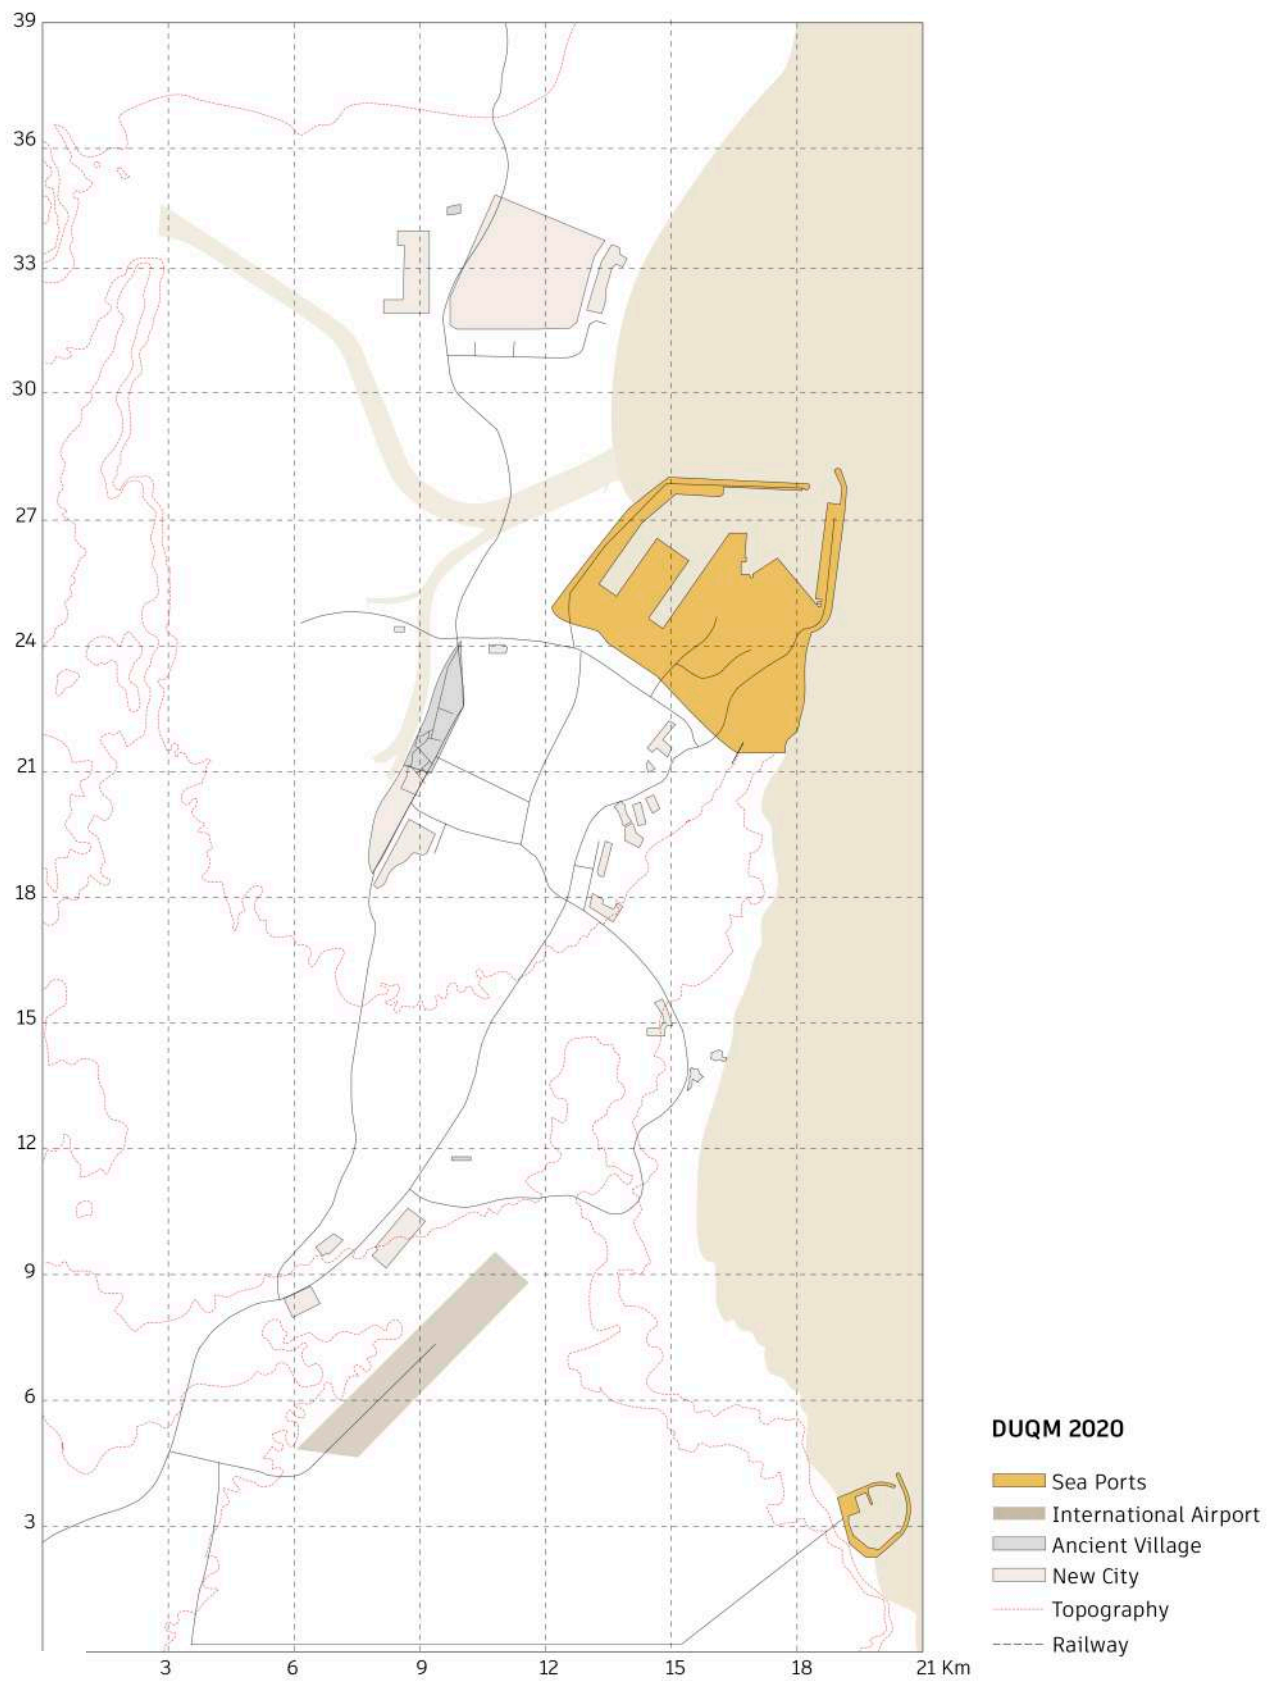 39
36
33
30
27
24
21
18
15
12
9
6
3
3 6 9 12 15 18 21 Km
DUQM 2020
Sea Ports
International Airport
Ancient Village
New City
Topography
Railway